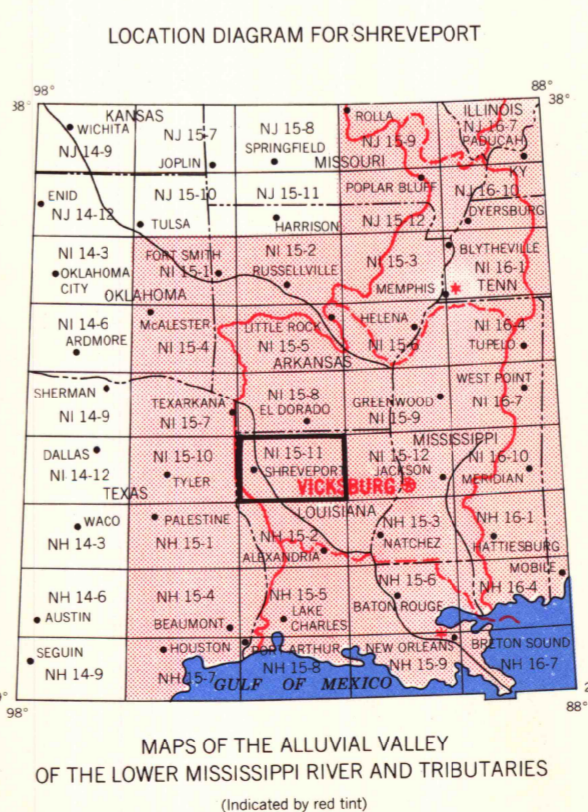 LOCATION DIAGRAM FOR SHREVEPORT
98° 88°
38° 38°
KANSAS ROLLA ILLINOIS
WICHITA NJ 15-7 NJ 15-8 NJ 16-7
NJ 14-9 SPRINGFIELD NJ 15-9 PADUCAH
JOPLIN MISSOURI KY
ENID NJ 15-10 NJ 15-11 POPLAR BLUFF NJ 16-10
NJ 14-12 TULSA HARRISON NJ 15-12 DYERSBURG
NI 14-3 FORT SMITH NI 15-2 NI 15-3 BLYTHEVILLE
OKLAHOMA CITY NI 15-1 RUSSELLVILLE NI 16-1
OKLAHOMA MEMPHIS * TENN
NI 14-6 McALESTER LITTLE ROCK HELENA NI 16-4
ARDMORE NI 15-4 NI 15-5 NI 15-6 TUPELO
ARKANSAS
SHERMAN TEXARKANA NI 15-8 GREENWOOD WEST POINT
NI 14-9 NI 15-7 EL DORADO NI 15-9 NI 16-7
MISSISSIPPI
DALLAS NI 15-10 NI 15-11 NI 15-12 NI 16-10
NI 14-12 TYLER SHREVEPORT JACKSON MERIDIAN
TEXAS VICKSBURG
LOUISIANA
WACO PALESTINE NH 15-2 NH 15-3 NH 16-1
NH 14-3 NH 15-1 ALEXANDRIA NATCHEZ HATTIESBURG
MOBILE
NH 14-6 NH 15-4 NH 15-5 NH 15-6 NH 16-4
AUSTIN BEAUMONT LAKE CHARLES BATON ROUGE
SEGUIN HOUSTON PORT ARTHUR NEW ORLEANS * BRETON SOUND
NH 14-9 NH 15-7 NH 15-8 NH 15-9 NH 16-7
GULF OF MEXICO
98° 88°
MAPS OF THE ALLUVIAL VALLEY
OF THE LOWER MISSISSIPPI RIVER AND TRIBUTARIES
(Indicated by red tint)